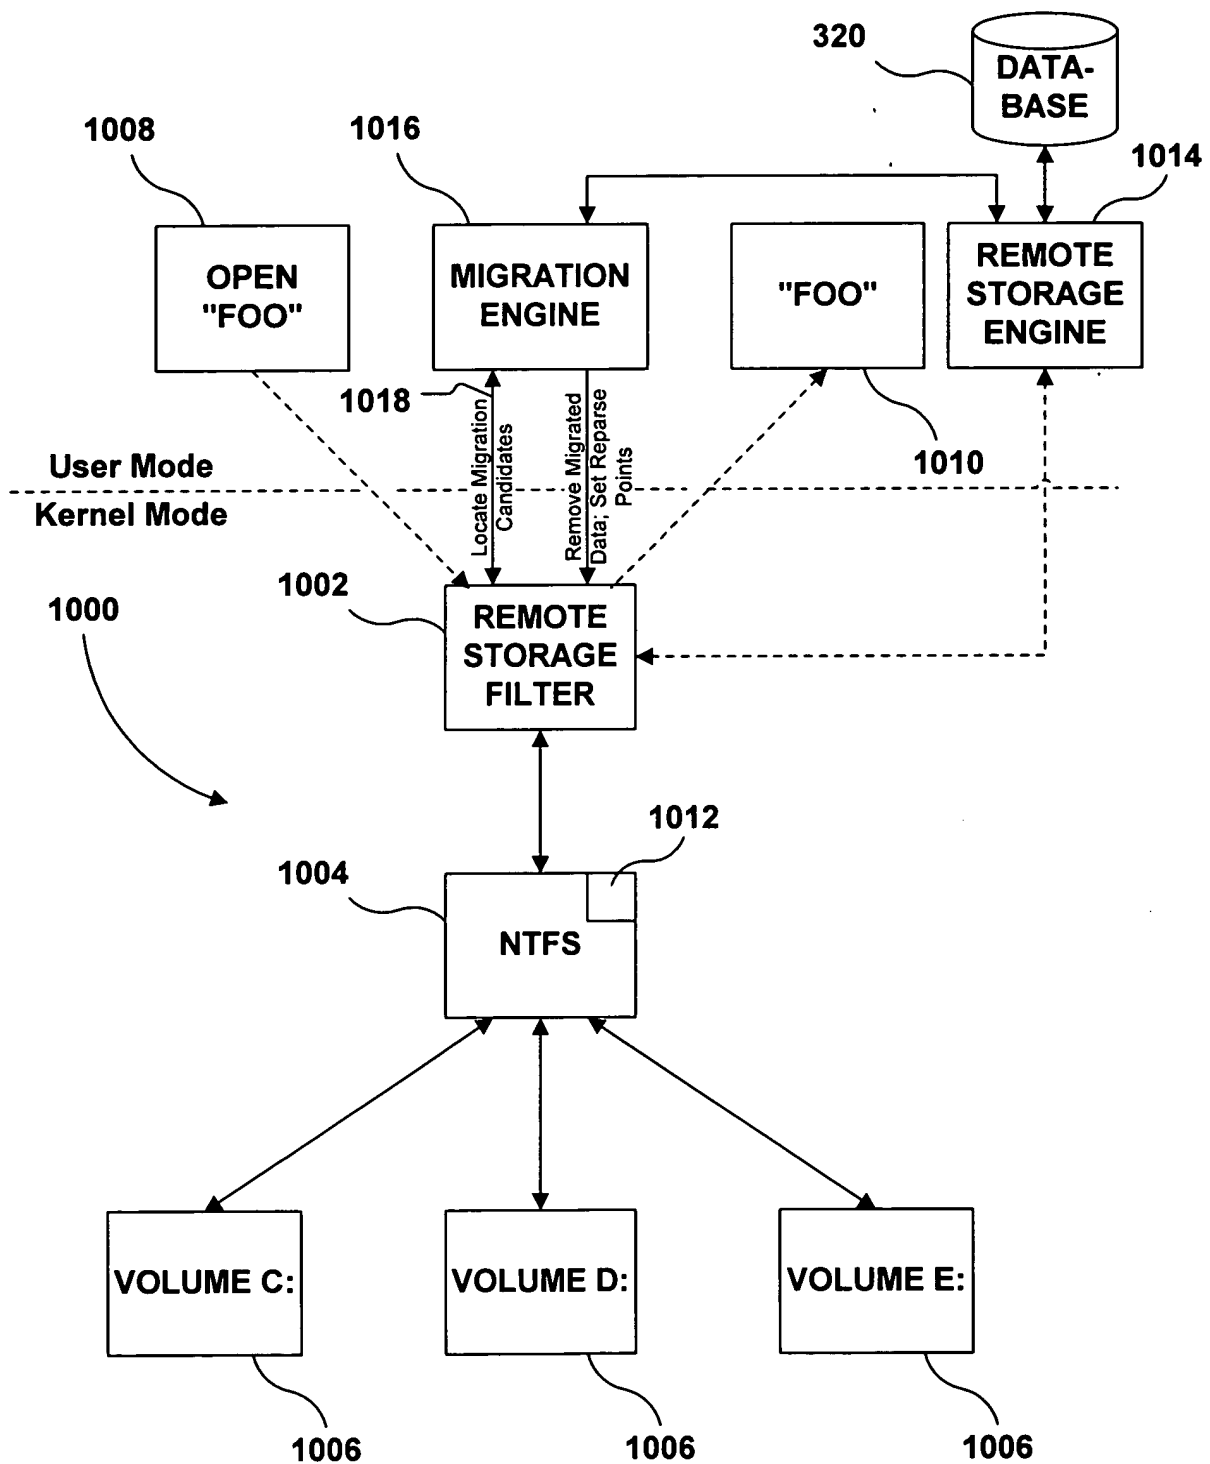 320
DATA-
BASE
1008
1016
1014
OPEN
"FOO"
MIGRATION
ENGINE
"FOO"
REMOTE
STORAGE
ENGINE
1018
Locate Migration
Candidates
Remove Migrated
Data; Set Reparse
Points
1010
User Mode
Kernel Mode
1002
1000
REMOTE
STORAGE
FILTER
1012
1004
NTFS
VOLUME C:
VOLUME D:
VOLUME E:
1006
1006
1006